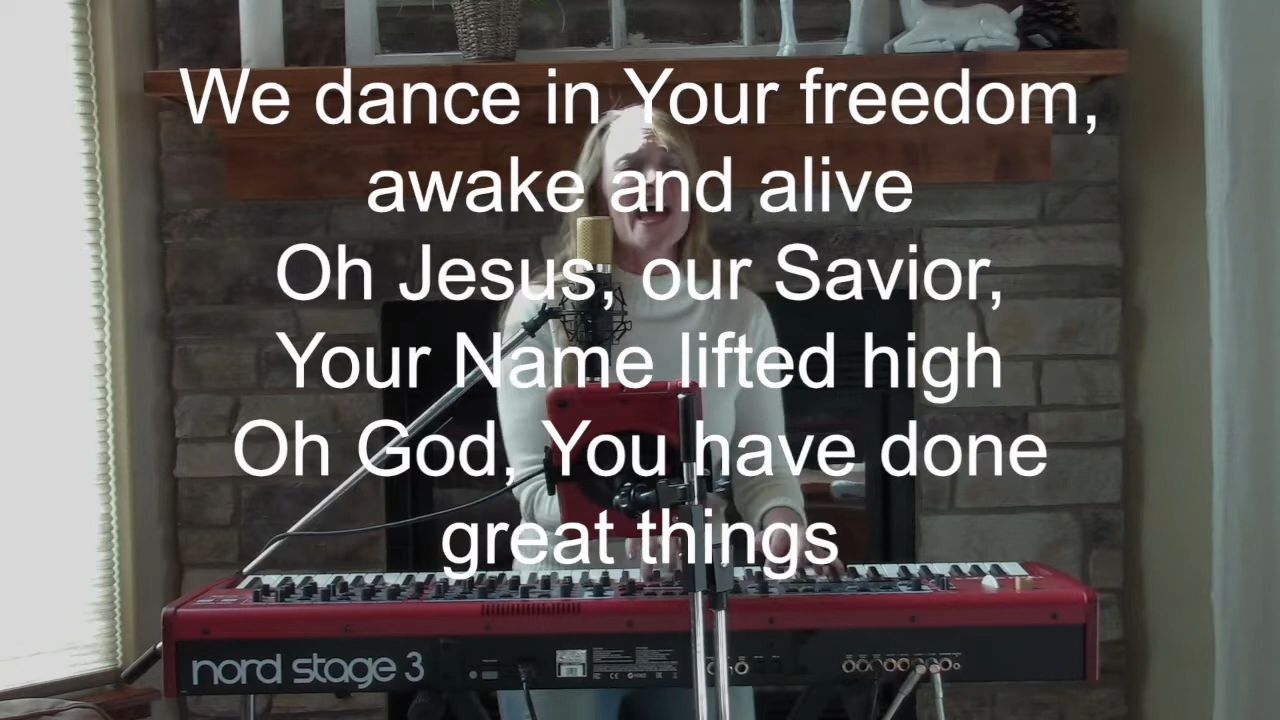 We dance in Your freedom,
awake and alive
Oh Jesus, our Savior,
Your Name lifted high
Oh God, You have done
great things
nord stage 3